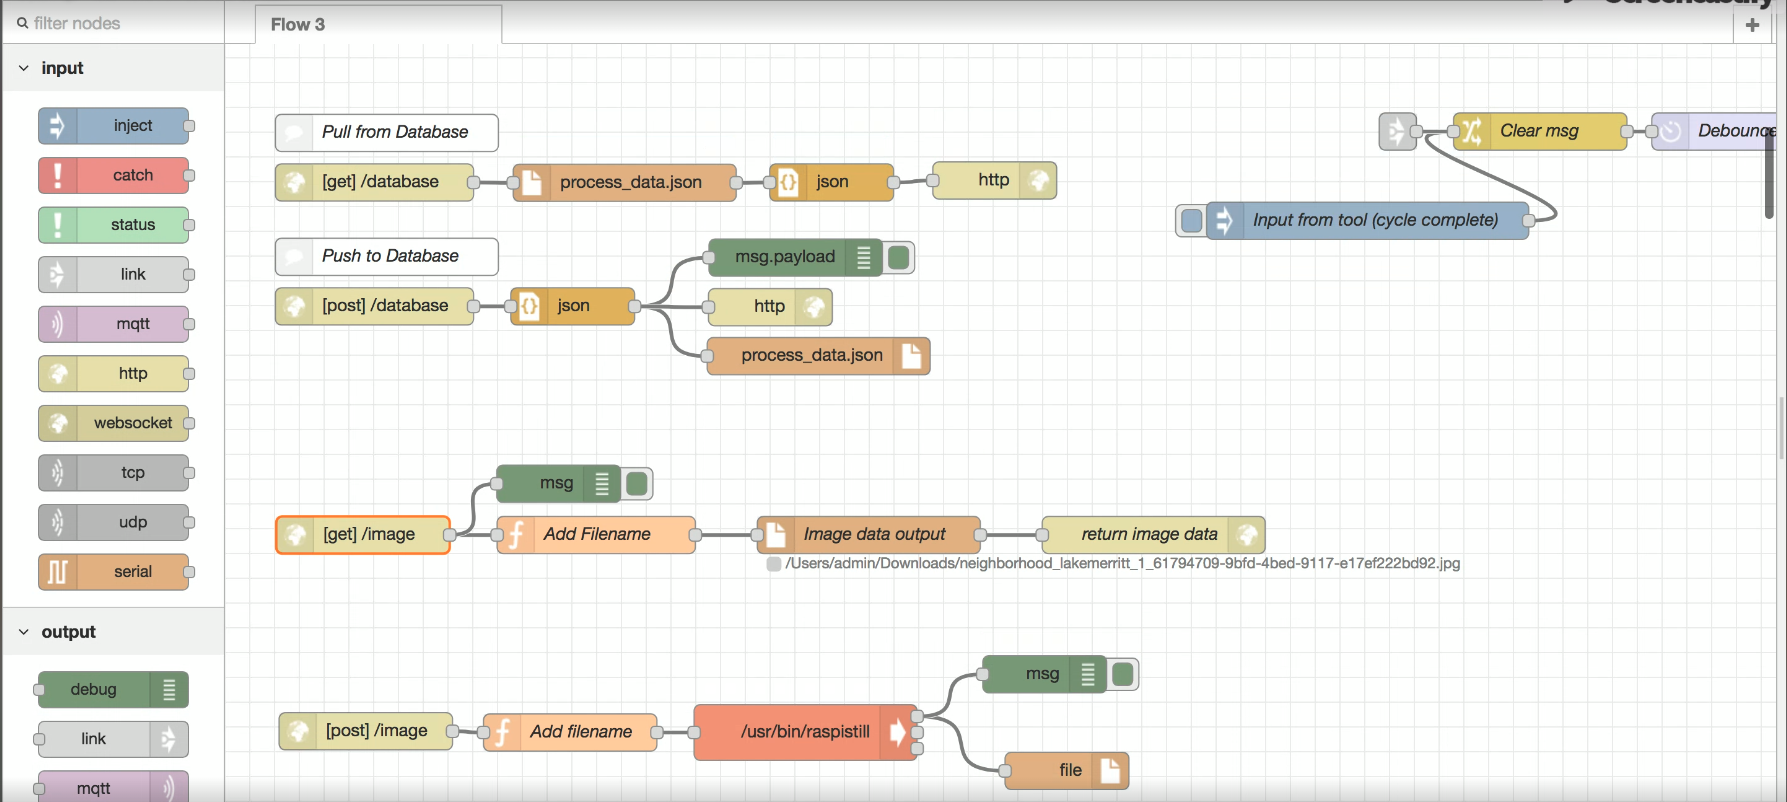 filter nodes
Flow 3
+
input
inject
catch
status
link
mqtt
http
websocket
tcp
udp
serial
output
debug
link
mqtt
Pull from Database
[get] /database
process_data.json
json
http
Push to Database
[post] /database
json
msg.payload
http
process_data.json
Clear msg
Debounce
Input from tool (cycle complete)
msg
[get] /image
Add Filename
Image data output
return image data
/Users/admin/Downloads/neighborhood_lakemerritt_1_61794709-9bfd-4bed-9117-e17ef222bd92.jpg
[post] /image
Add filename
/usr/bin/raspistill
msg
file